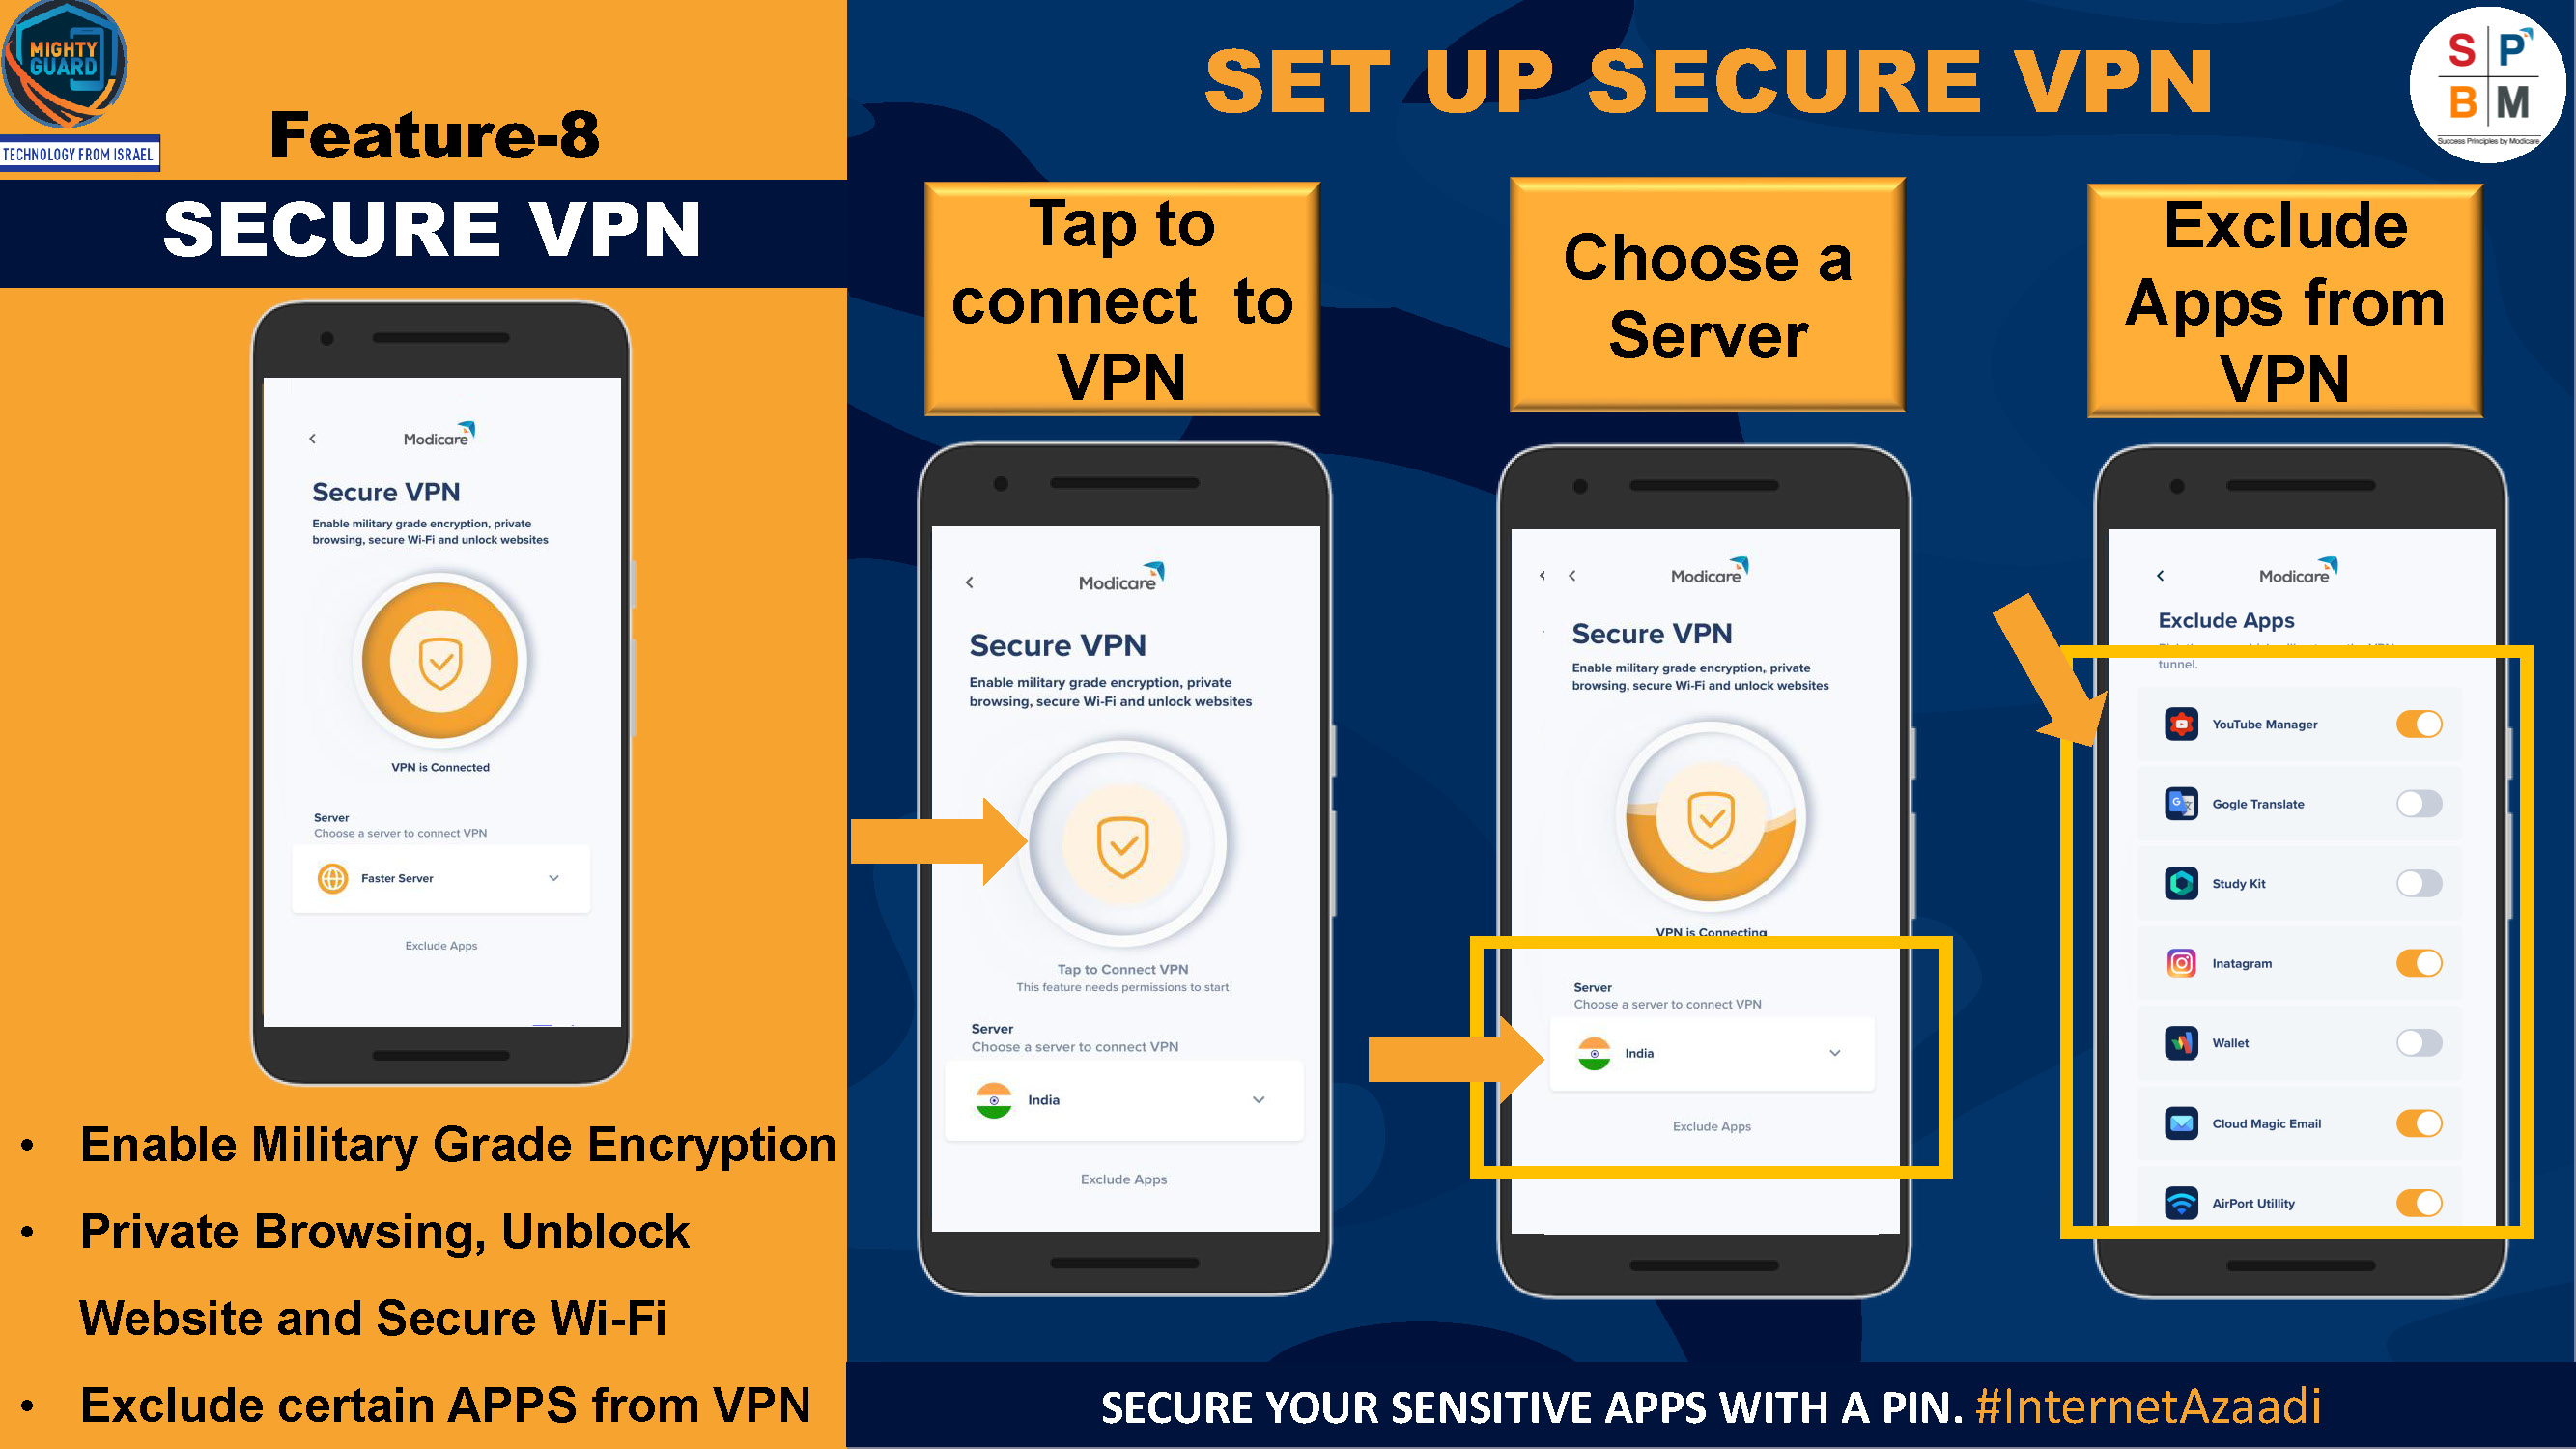 MIGHTY
GUARD
TECHNOLOGY FROM ISRAEL
Feature-8
SECURE VPN
Modicare
Secure VPN
Enable military grade encryption, private
browsing, secure Wi-Fi and unlock websites
VPN is Connected
Server
Choose a server to connect VPN
Faster Server
Exclude Apps
• Enable Military Grade Encryption
• Private Browsing, Unblock
Website and Secure Wi-Fi
• Exclude certain APPS from VPN
SET UP SECURE VPN
S P
B M
Success Principles by Modicare
Tap to
connect to
VPN
Modicare
Secure VPN
Enable military grade encryption, private
browsing, secure Wi-Fi and unlock websites
Tap to Connect VPN
This feature needs permissions to start
Server
Choose a server to connect VPN
India
Exclude Apps
Choose a
Server
Modicare
Secure VPN
Enable military grade encryption, private
browsing, secure Wi-Fi and unlock websites
VPN is Connecting
Server
Choose a server to connect VPN
India
Exclude Apps
Exclude
Apps from
VPN
Modicare
Exclude Apps
tunnel.
YouTube Manager
Gogle Translate
Study Kit
Inatagram
Wallet
Cloud Magic Email
AirPort Utillity
SECURE YOUR SENSITIVE APPS WITH A PIN. #InternetAzaadi